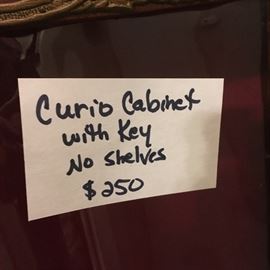 Curio Cabinet
with Key
No shelves
$250